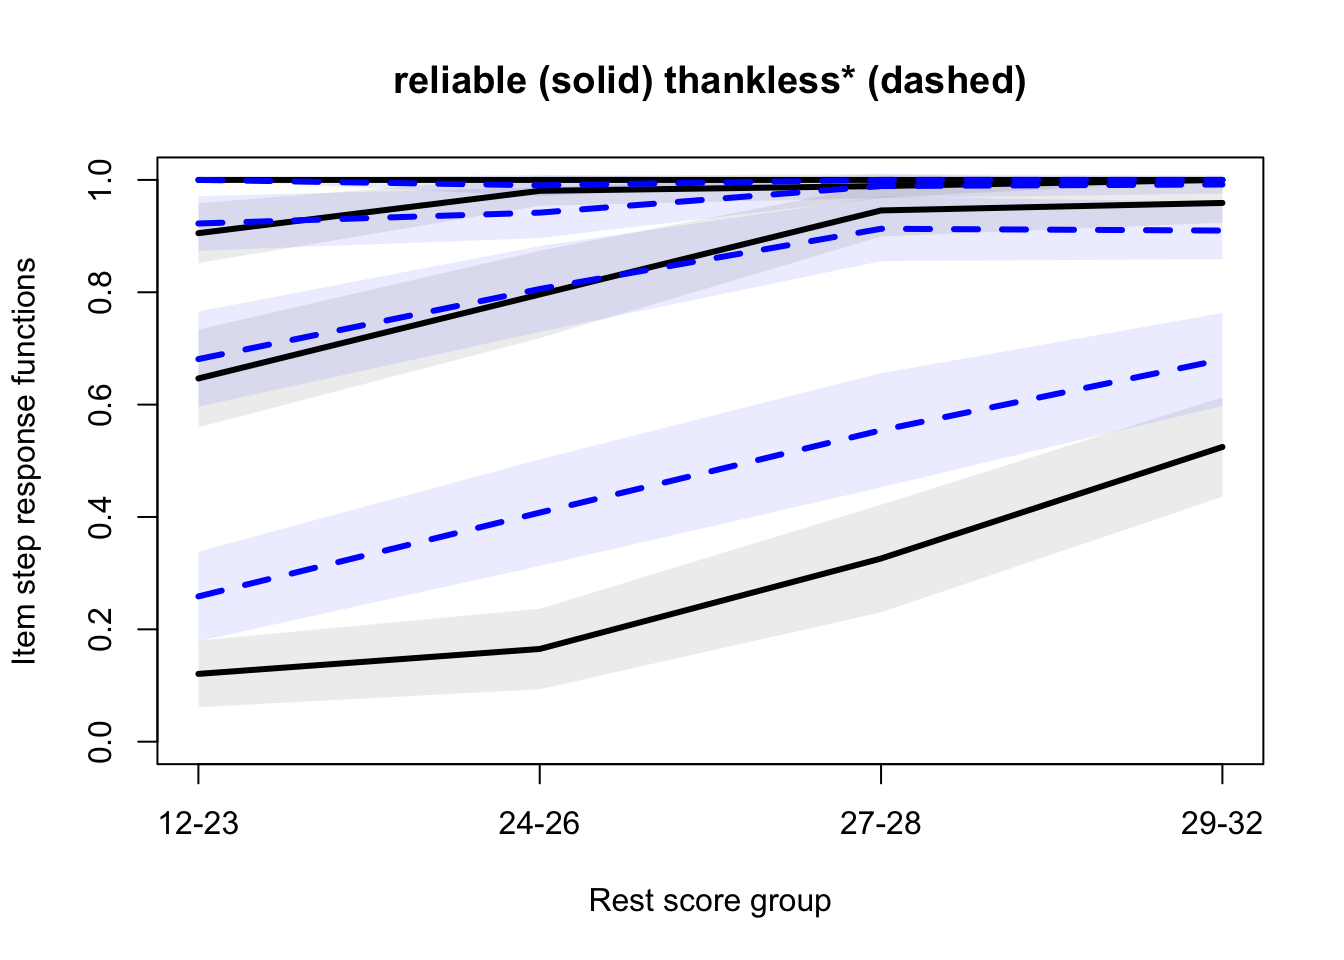 reliable (solid) thankless* (dashed)
Item step response functions
1.0
0.8
0.6
0.4
0.2
0.0
12-23 24-26 27-28 29-32
Rest score group